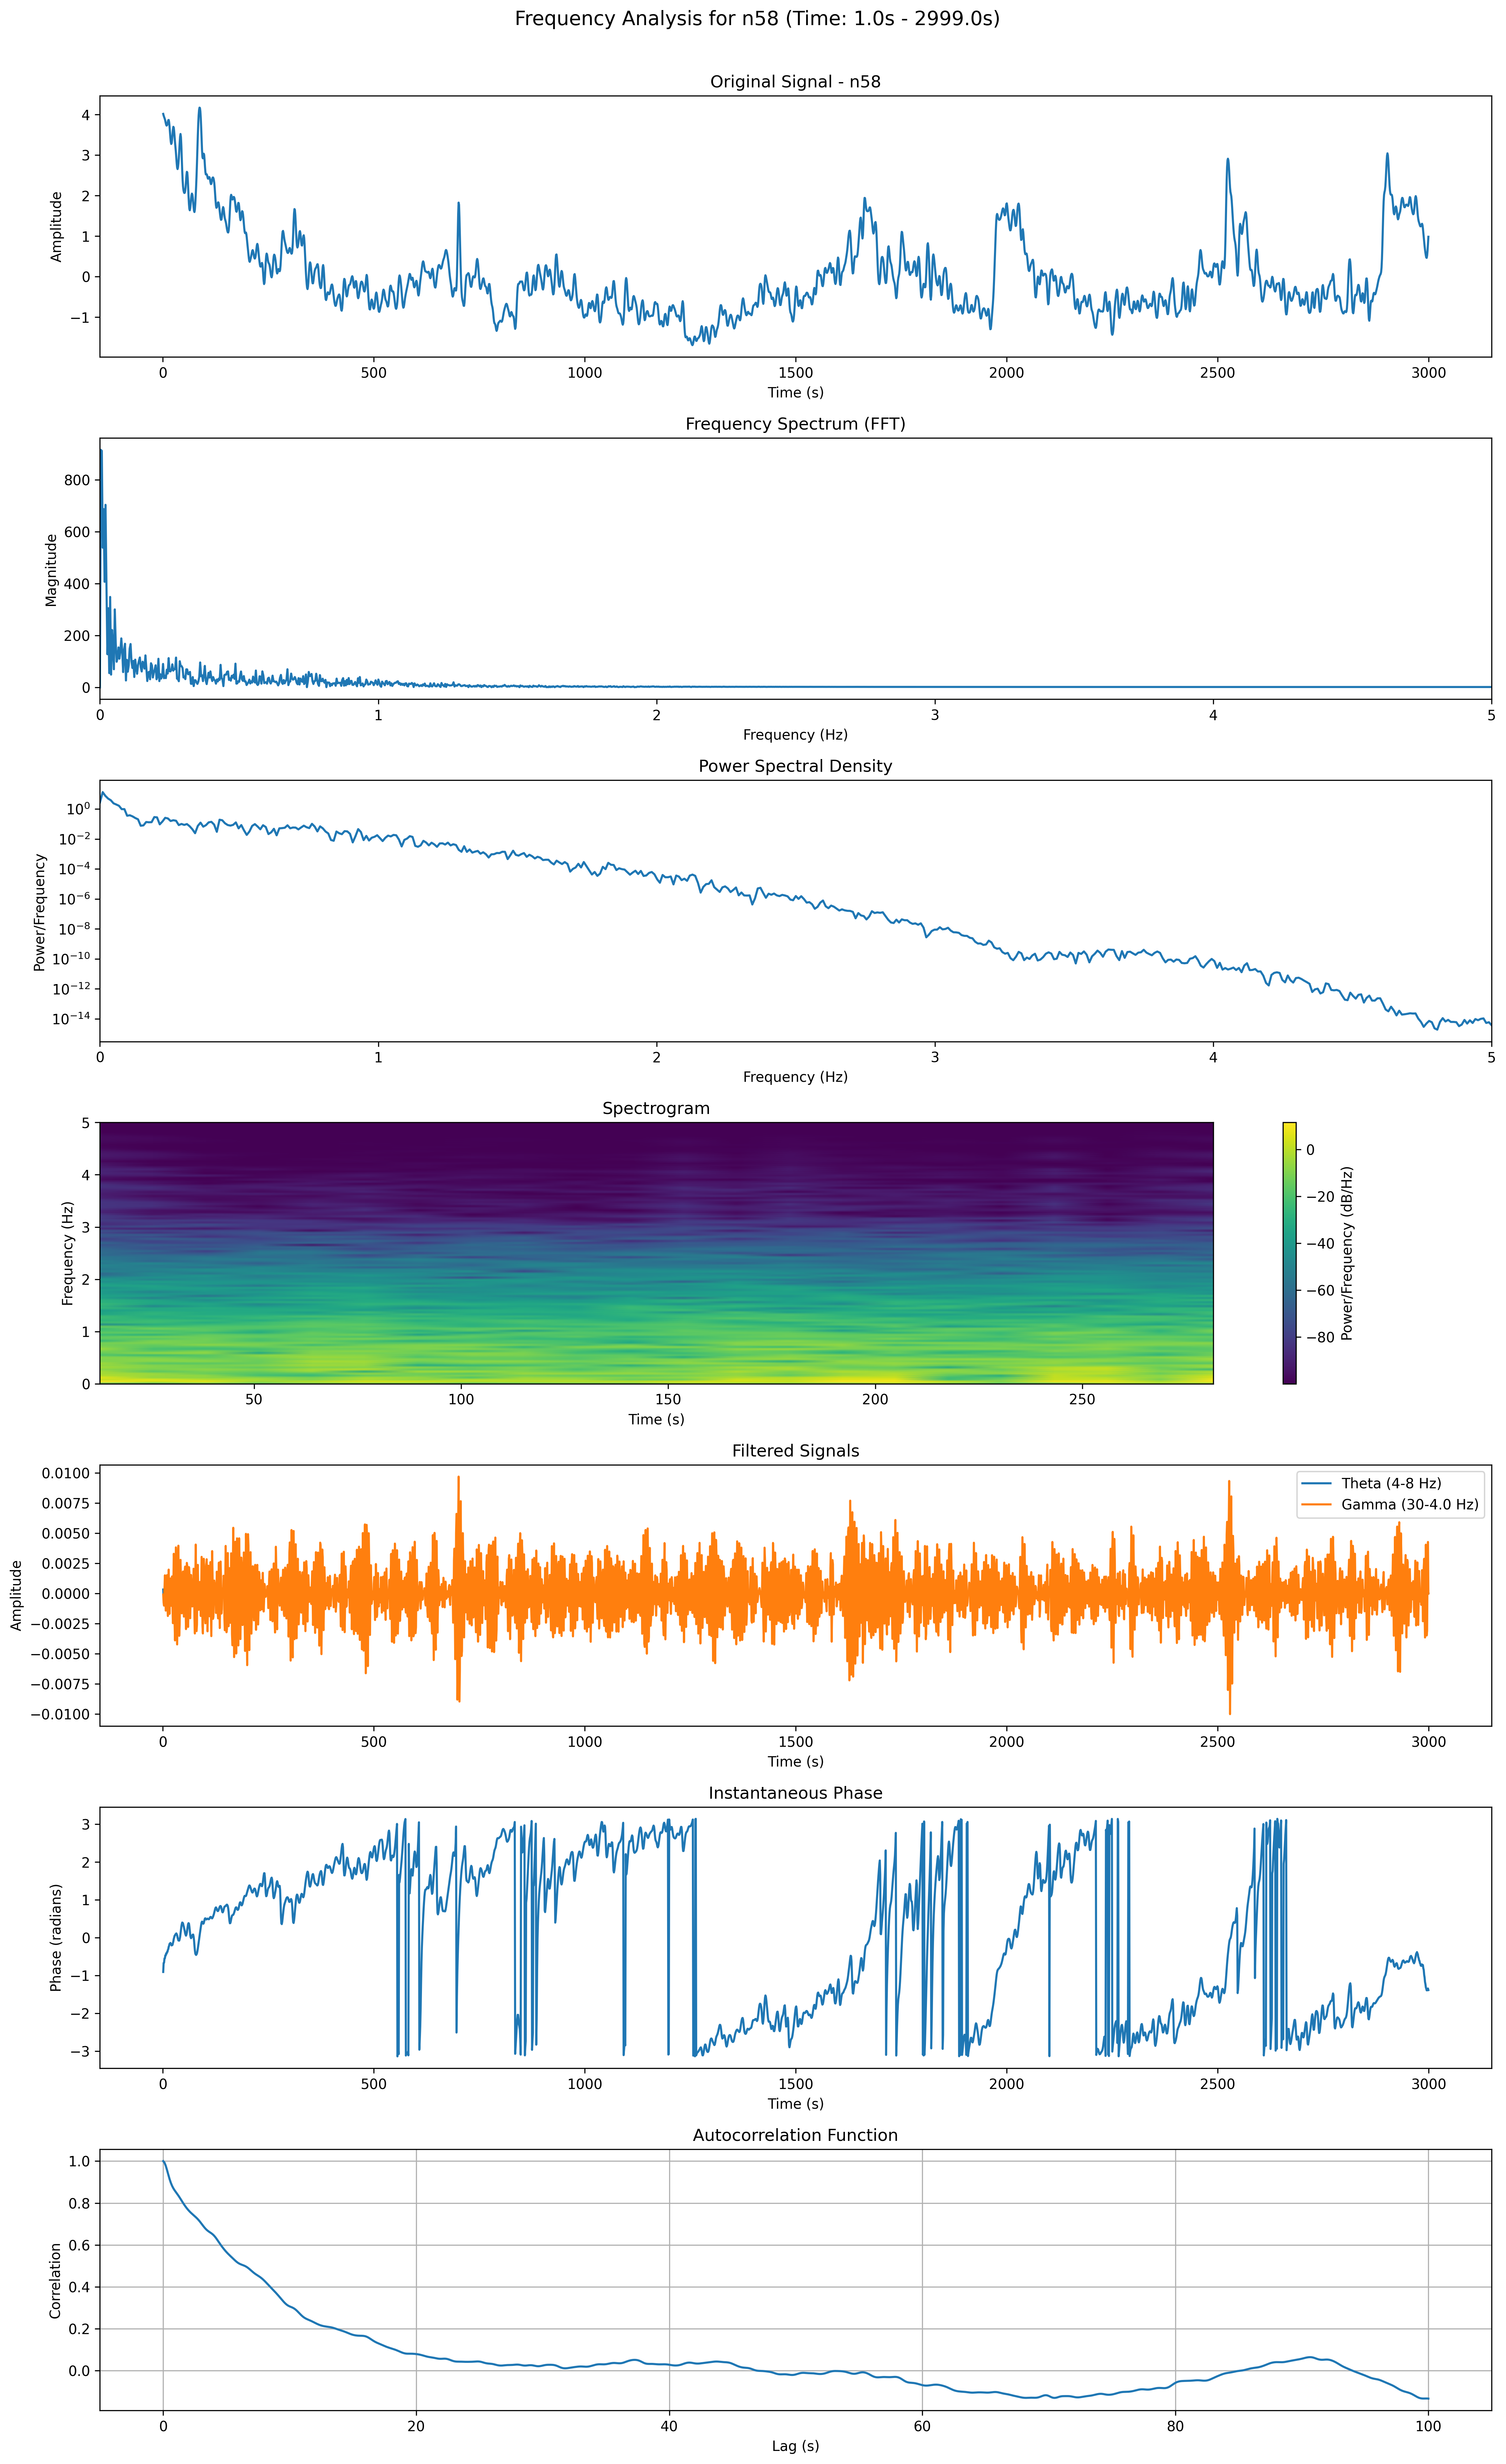 Frequency Analysis for n58 (Time: 1.0s - 2999.0s)
Original Signal - n58
Amplitude
4
3
2
1
0
−1
0 500 1000 1500 2000 2500 3000
Time (s)
Frequency Spectrum (FFT)
Magnitude
800
600
400
200
0
0 1 2 3 4 5
Frequency (Hz)
Power Spectral Density
Power/Frequency
10⁰
10⁻²
10⁻⁴
10⁻⁶
10⁻⁸
10⁻¹⁰
10⁻¹²
10⁻¹⁴
0 1 2 3 4 5
Frequency (Hz)
Spectrogram
Frequency (Hz)
5
4
3
2
1
0
50 100 150 200 250
Time (s)
0
−20
−40
−60
−80
Power/Frequency (dB/Hz)
Filtered Signals
Amplitude
0.0100
0.0075
0.0050
0.0025
0.0000
−0.0025
−0.0050
−0.0075
−0.0100
Theta (4-8 Hz)
Gamma (30-4.0 Hz)
0 500 1000 1500 2000 2500 3000
Time (s)
Instantaneous Phase
Phase (radians)
3
2
1
0
−1
−2
−3
0 500 1000 1500 2000 2500 3000
Time (s)
Autocorrelation Function
Correlation
1.0
0.8
0.6
0.4
0.2
0.0
0 20 40 60 80 100
Lag (s)